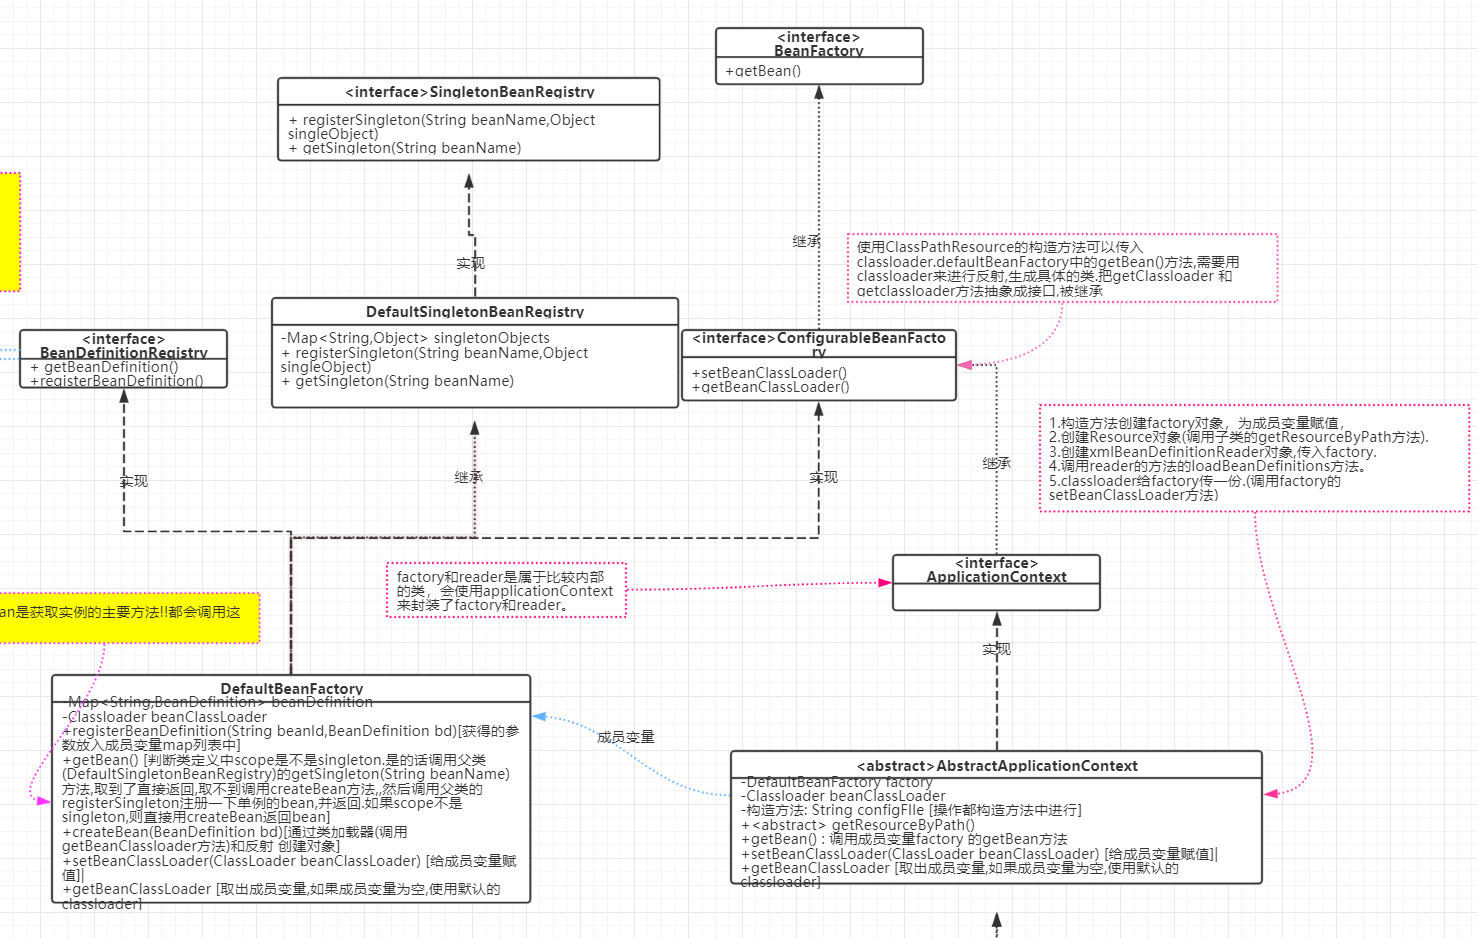 <interface>
BeanFactory
+getBean()
<interface>SingletonBeanRegistry
+ registerSingleton(String beanName,Object
singleObject)
+ getSingleton(String beanName)
继承
实现
使用ClassPathResource的构造方法可以传入
classloader.defaultBeanFactory中的getBean()方法,需要用
classloader来进行反射,生成具体的类.把getClassloader 和
getclassloader方法抽象成接口,被继承
DefaultSingletonBeanRegistry
-Map<String,Object> singletonObjects
+ registerSingleton(String beanName,Object
singleObject)
+ getSingleton(String beanName)
<interface>
BeanDefinitionRegistry
+ getBeanDefinition()
+registerBeanDefinition()
<interface>ConfigurableBeanFacto
ry
+setBeanClassLoader()
+getBeanClassLoader()
1.构造方法创建factory对象，为成员变量赋值，
2.创建Resource对象(调用子类的getResourceByPath方法).
3.创建xmlBeanDefinitionReader对象,传入factory.
4.调用reader的方法的loadBeanDefinitions方法。
5.classloader给factory传一份.(调用factory的
setBeanClassLoader方法)
实现
继承
实现
继承
factory和reader是属于比较内部
的类，会使用applicationContext
来封装了factory和reader。
<interface>
ApplicationContext
an是获取实例的主要方法!!都会调用这
实现
DefaultBeanFactory
-Map<String,BeanDefinition> beanDefinition
-Classloader beanClassLoader
+registerBeanDefinition(String beanId,BeanDefinition bd)[获得的参
数放入成员变量map列表中]
+getBean() [判断类定义中scope是不是singleton.是的话调用父类
(DefaultSingletonBeanRegistry)的getSingleton(String beanName)
方法,取到了直接返回,取不到调用createBean方法,,然后调用父类的
registerSingleton注册一下单例的bean,并返回.如果scope不是
singleton,则直接用createBean返回bean]
+createBean(BeanDefinition bd)[通过类加载器(调用
getBeanClassloader方法)和反射 创建对象]
+setBeanClassLoader(ClassLoader beanClassLoader) [给成员变量赋
值]|
+getBeanClassLoader [取出成员变量,如果成员变量为空,使用默认的
classloader]
成员变量
<abstract>AbstractApplicationContext
-DefaultBeanFactory factory
-Classloader beanClassLoader
-构造方法: String configFIle [操作都构造方法中进行]
+<abstract> getResourceByPath()
+getBean() : 调用成员变量factory 的getBean方法
+setBeanClassLoader(ClassLoader beanClassLoader) [给成员变量赋值]|
+getBeanClassLoader [取出成员变量,如果成员变量为空,使用默认的
classloader]